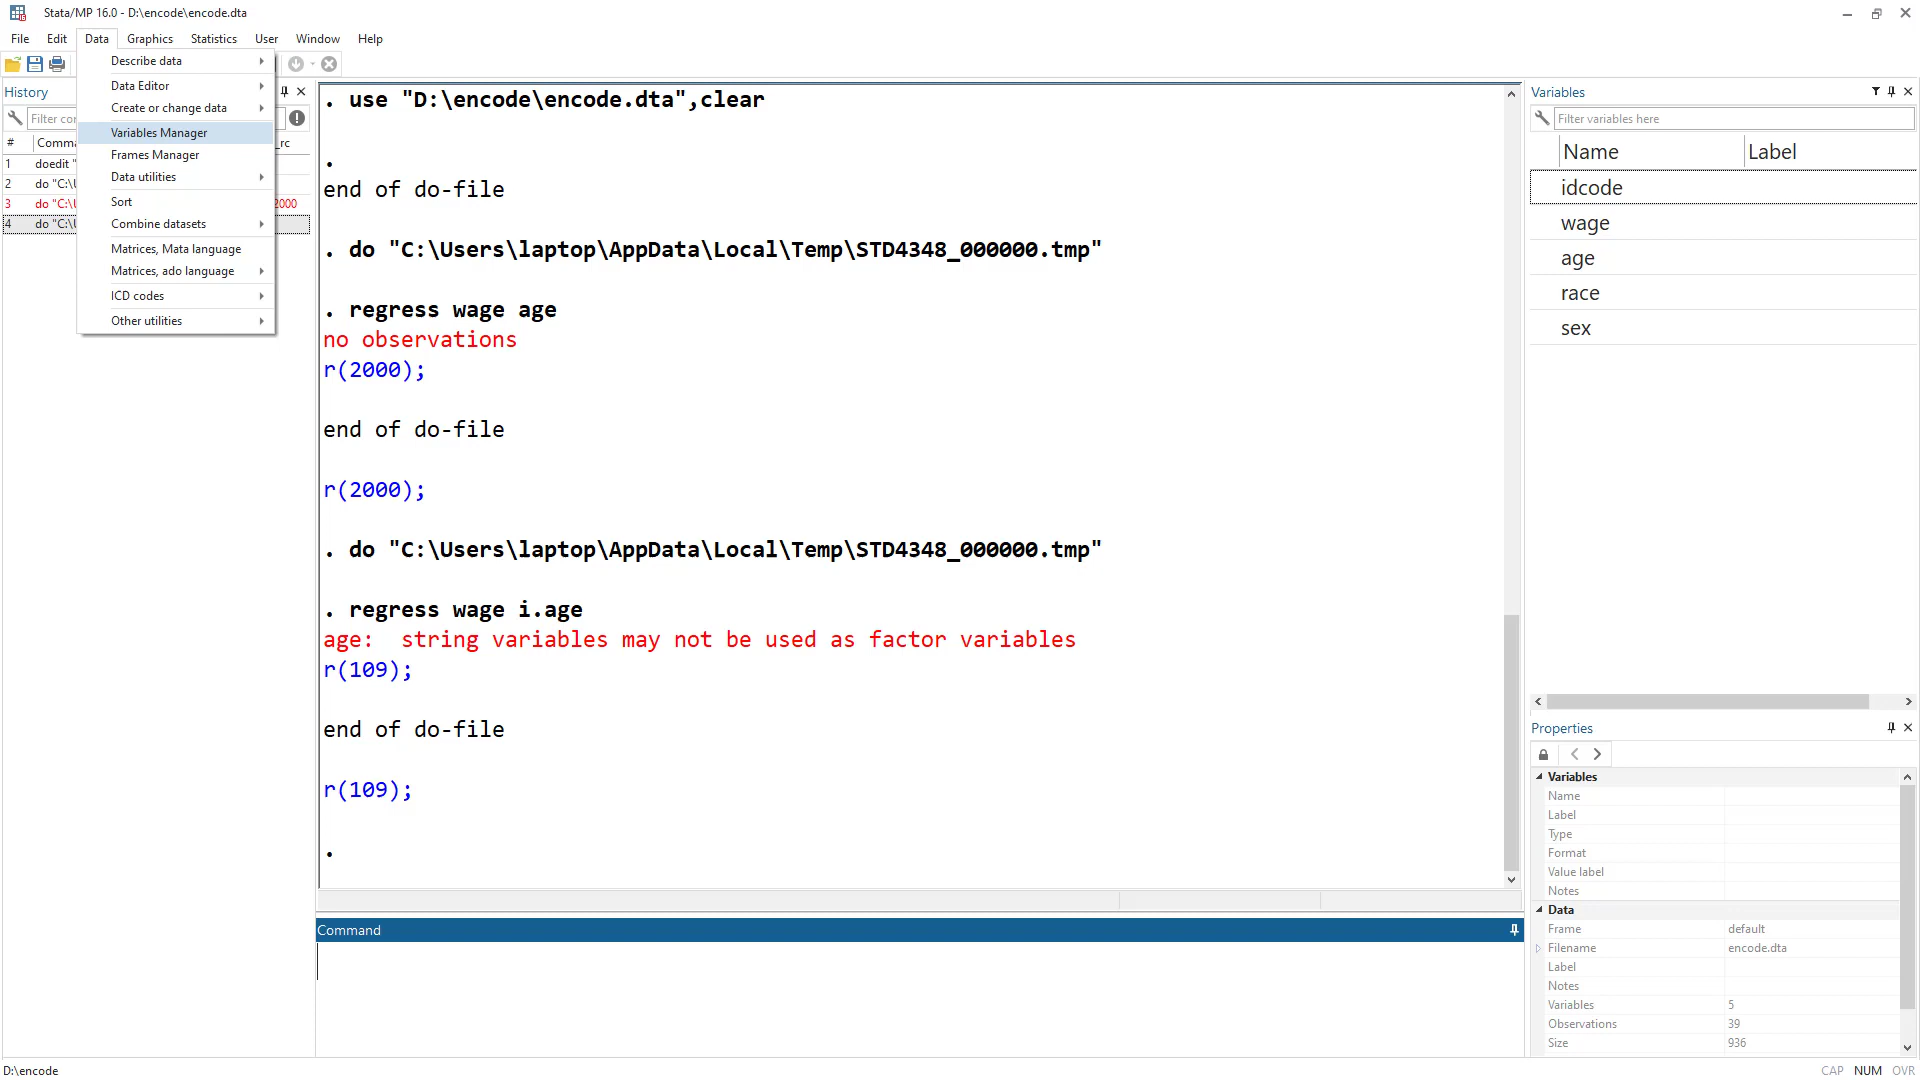 Stata/MP 16.0 - D:\encode\encode.dta
File Edit Data Graphics Statistics User Window Help
Describe data
Data Editor
Create or change data
Variables Manager
Frames Manager
Data utilities
Sort
Combine datasets
Matrices, Mata language
Matrices, ado language
ICD codes
Other utilities
History
Filter
# _rc
1 doedit "
2 do "C:\
3 do "C:\ 2000
4 do "C:\
. use "D:\encode\encode.dta",clear
.
end of do-file
. do "C:\Users\laptop\AppData\Local\Temp\STD4348_000000.tmp"
. regress wage age
no observations
r(2000);
end of do-file
r(2000);
. do "C:\Users\laptop\AppData\Local\Temp\STD4348_000000.tmp"
. regress wage i.age
age:  string variables may not be used as factor variables
r(109);
end of do-file
r(109);
.
Command
Variables
Filter variables here
Name Label
idcode
wage
age
race
sex
Properties
Variables
Name
Label
Type
Format
Value label
Notes
Data
Frame default
Filename encode.dta
Label
Notes
Variables 5
Observations 39
Size 936
D:\encode
CAP NUM OVR